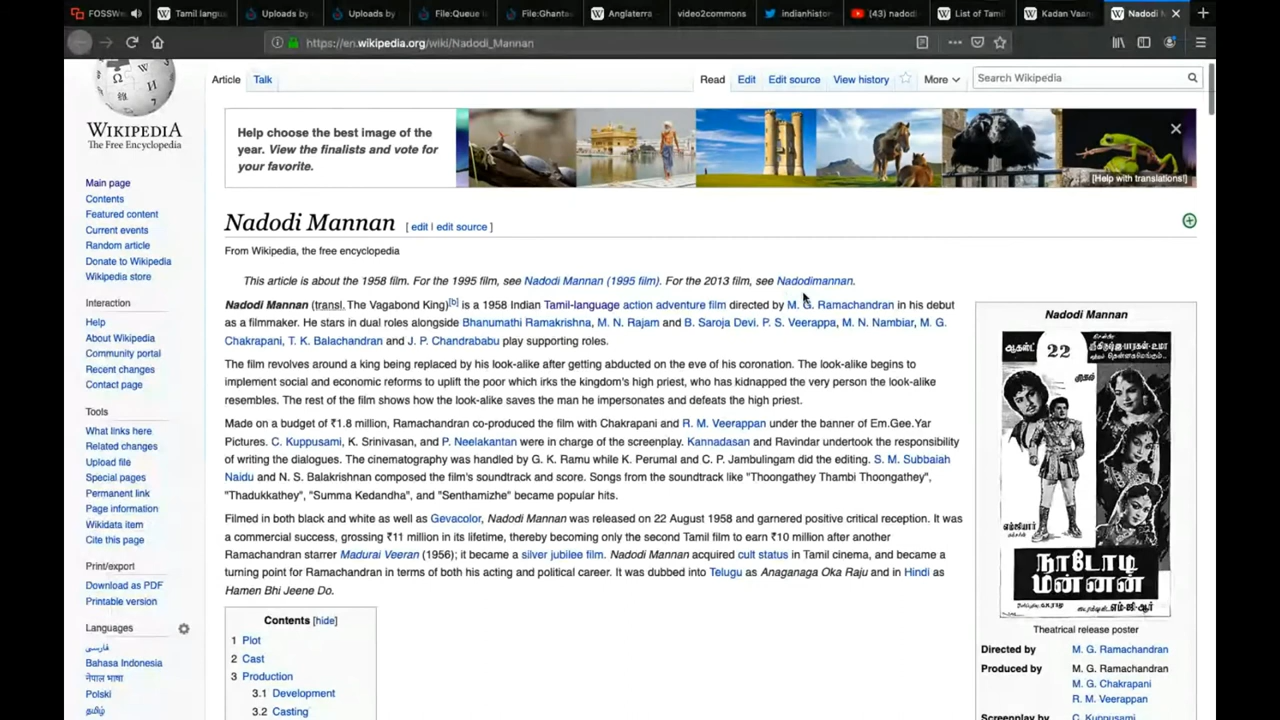 FOSSWe
Tamil langu
Uploads by
Uploads by
File:Queue i
File:Ghanta
Anglaterra
video2commons
indianhistor
(43) nadodi
List of Tamil
Kadan Vaang
Nadodi M
https://en.wikipedia.org/wiki/Nadodi_Mannan
WIKIPEDIA
The Free Encyclopedia
Main page
Contents
Featured content
Current events
Random article
Donate to Wikipedia
Wikipedia store
Interaction
Help
About Wikipedia
Community portal
Recent changes
Contact page
Tools
What links here
Related changes
Upload file
Special pages
Permanent link
Page information
Wikidata item
Cite this page
Print/export
Download as PDF
Printable version
Languages
فارسی
Bahasa Indonesia
नेपाल भाषा
Polski
தமிழ்
Article Talk
Read Edit Edit source View history More Search Wikipedia
Help choose the best image of the
year. View the finalists and vote for
your favorite.
[Help with translations!]
Nadodi Mannan [ edit | edit source ]
From Wikipedia, the free encyclopedia
This article is about the 1958 film. For the 1995 film, see Nadodi Mannan (1995 film). For the 2013 film, see Nadodimannan.
Nadodi Mannan (transl. The Vagabond King)[b] is a 1958 Indian Tamil-language action adventure film directed by M. G. Ramachandran in his debut
as a filmmaker. He stars in dual roles alongside Bhanumathi Ramakrishna, M. N. Rajam and B. Saroja Devi. P. S. Veerappa, M. N. Nambiar, M. G.
Chakrapani, T. K. Balachandran and J. P. Chandrababu play supporting roles.
The film revolves around a king being replaced by his look-alike after getting abducted on the eve of his coronation. The look-alike begins to
implement social and economic reforms to uplift the poor which irks the kingdom's high priest, who has kidnapped the very person the look-alike
resembles. The rest of the film shows how the look-alike saves the man he impersonates and defeats the high priest.
Made on a budget of ₹1.8 million, Ramachandran co-produced the film with Chakrapani and R. M. Veerappan under the banner of Em.Gee.Yar
Pictures. C. Kuppusami, K. Srinivasan, and P. Neelakantan were in charge of the screenplay. Kannadasan and Ravindar undertook the responsibility
of writing the dialogues. The cinematography was handled by G. K. Ramu while K. Perumal and C. P. Jambulingam did the editing. S. M. Subbaiah
Naidu and N. S. Balakrishnan composed the film's soundtrack and score. Songs from the soundtrack like "Thoongathey Thambi Thoongathey",
"Thadukkathey", "Summa Kedandha", and "Senthamizhe" became popular hits.
Filmed in both black and white as well as Gevacolor, Nadodi Mannan was released on 22 August 1958 and garnered positive critical reception. It was
a commercial success, grossing ₹11 million in its lifetime, thereby becoming only the second Tamil film to earn ₹10 million after another
Ramachandran starrer Madurai Veeran (1956); it became a silver jubilee film. Nadodi Mannan acquired cult status in Tamil cinema, and became a
turning point for Ramachandran in terms of both his acting and political career. It was dubbed into Telugu as Anaganaga Oka Raju and in Hindi as
Hamen Bhi Jeene Do.
Contents [hide]
1 Plot
2 Cast
3 Production
3.1 Development
3.2 Casting
Nadodi Mannan
ஆகஸ்ட் 22
நாடோடி
மன்னன்
எம்.ஜி.ஆர்
Theatrical release poster
Directed by M. G. Ramachandran
Produced by M. G. Ramachandran
M. G. Chakrapani
R. M. Veerappan
Screenplay by C. Kuppusami